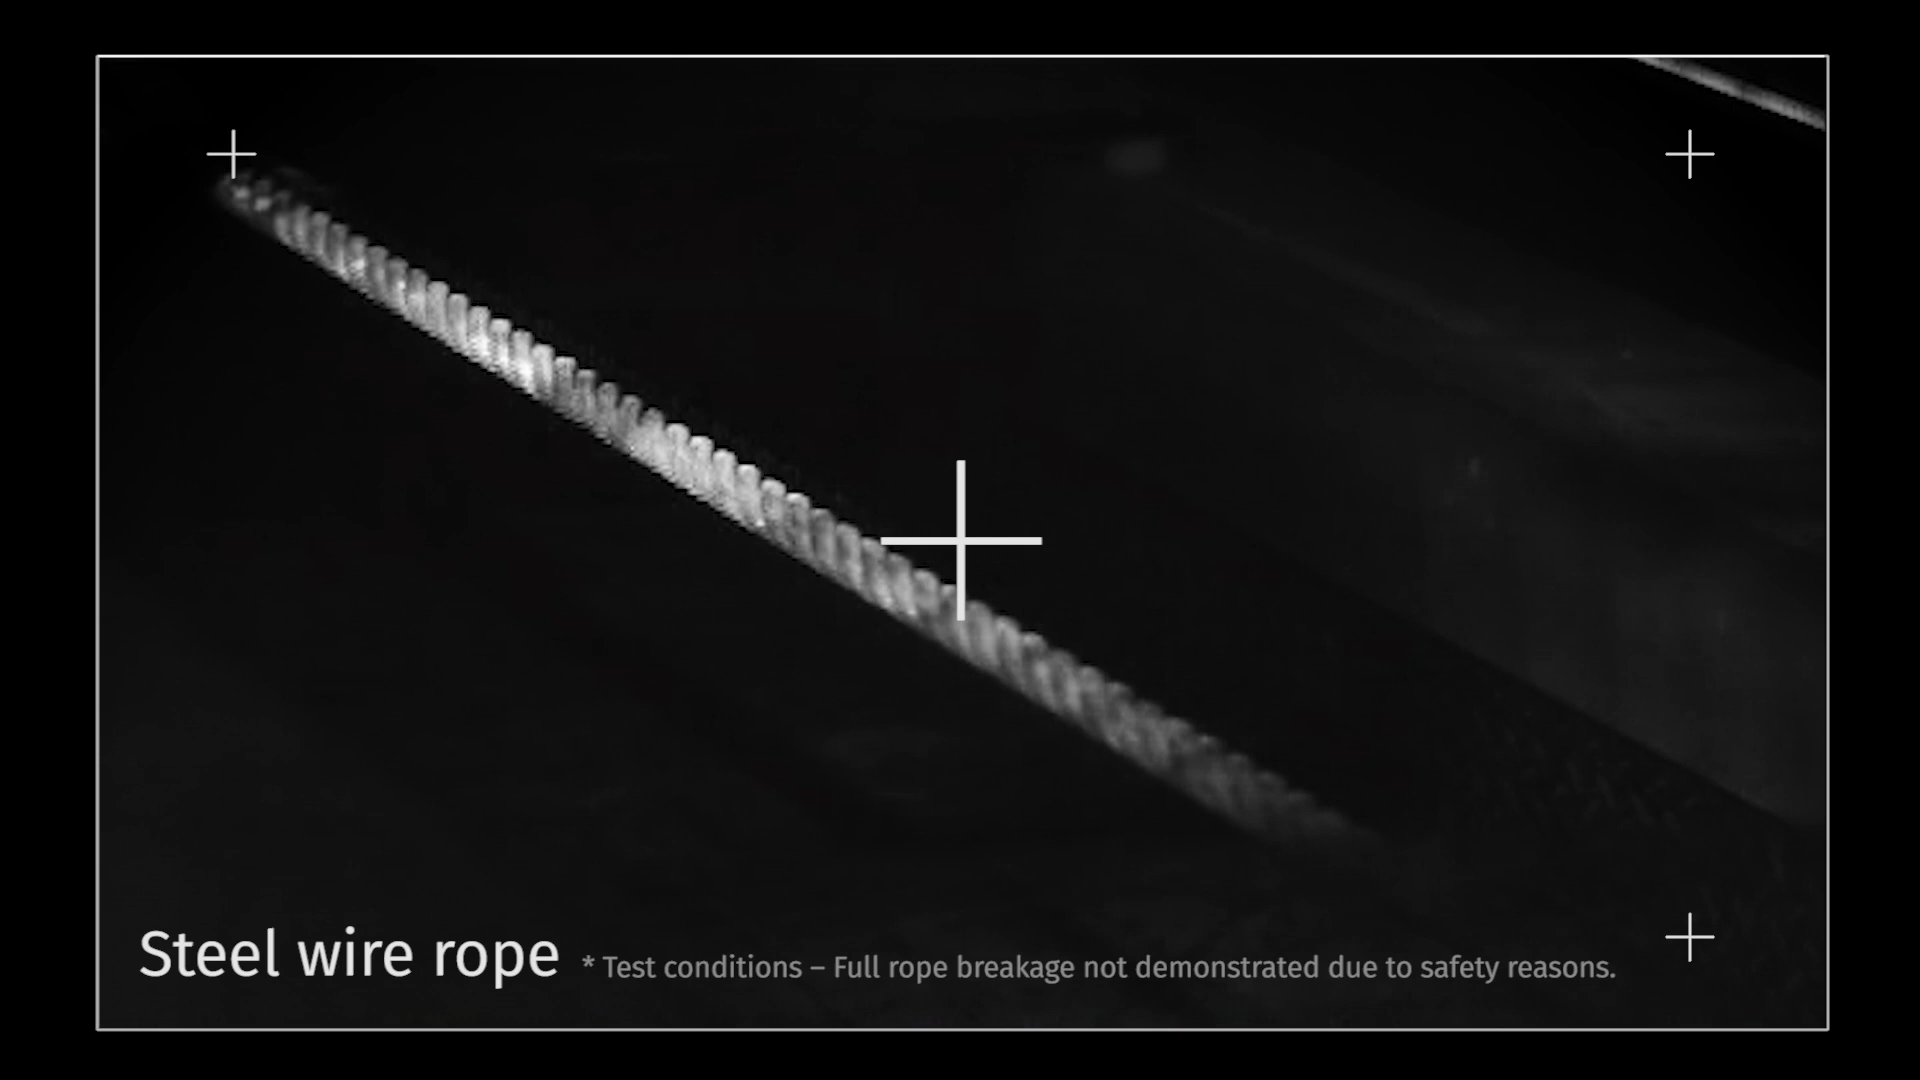 Steel wire rope * Test conditions – Full rope breakage not demonstrated due to safety reasons.